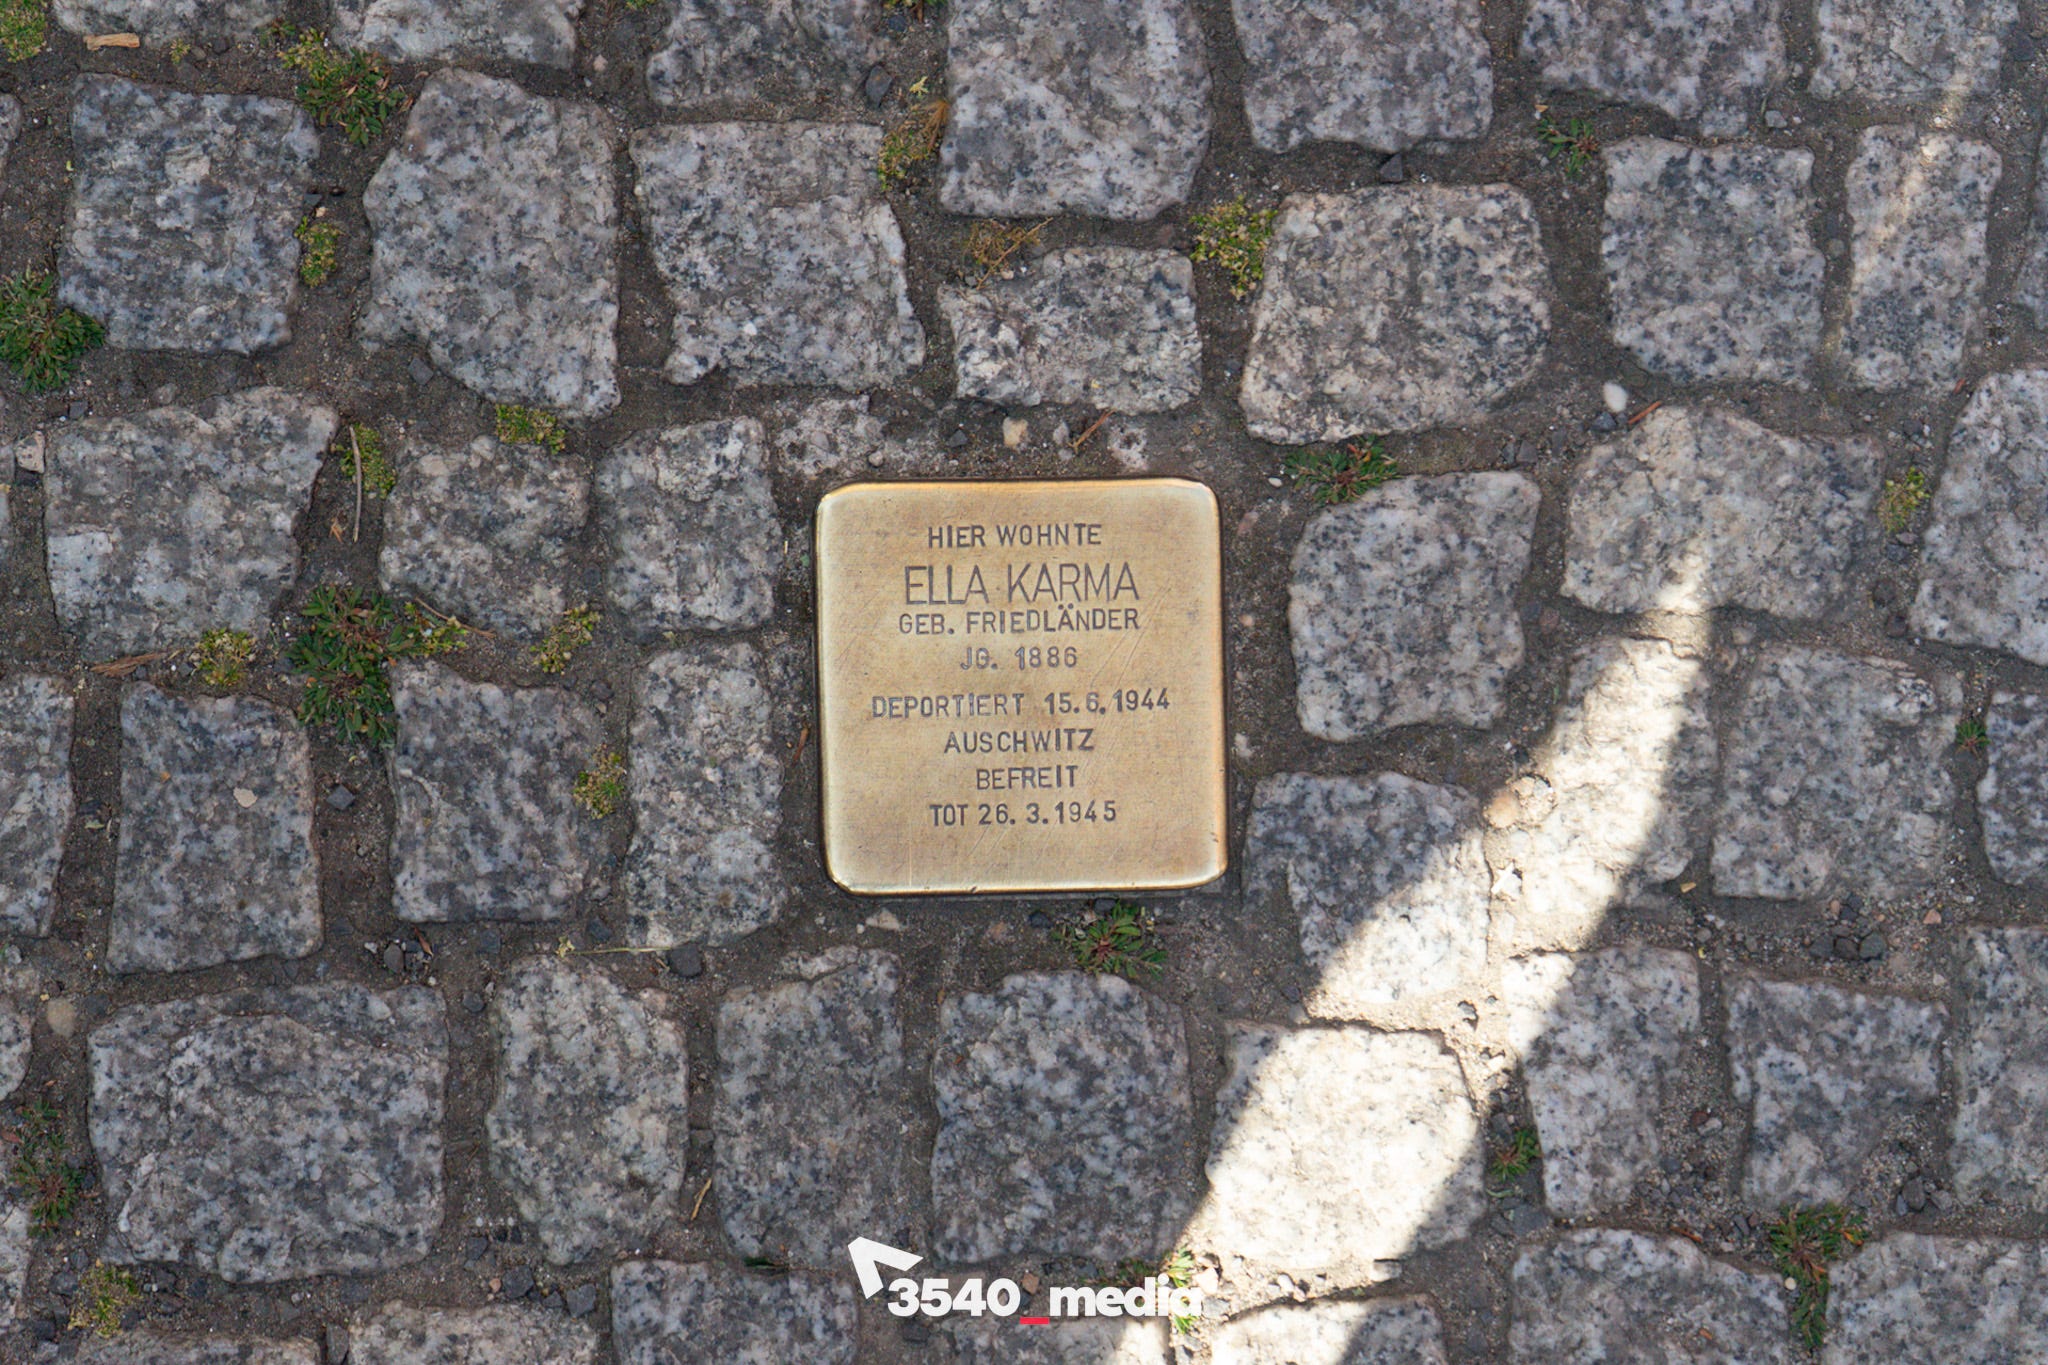 HIER WOHNTE
ELLA KARMA
GEB. FRIEDLÄNDER
JG. 1886
DEPORTIERT 15.6.1944
AUSCHWITZ
BEFREIT
TOT 26.3.1945
3540_media